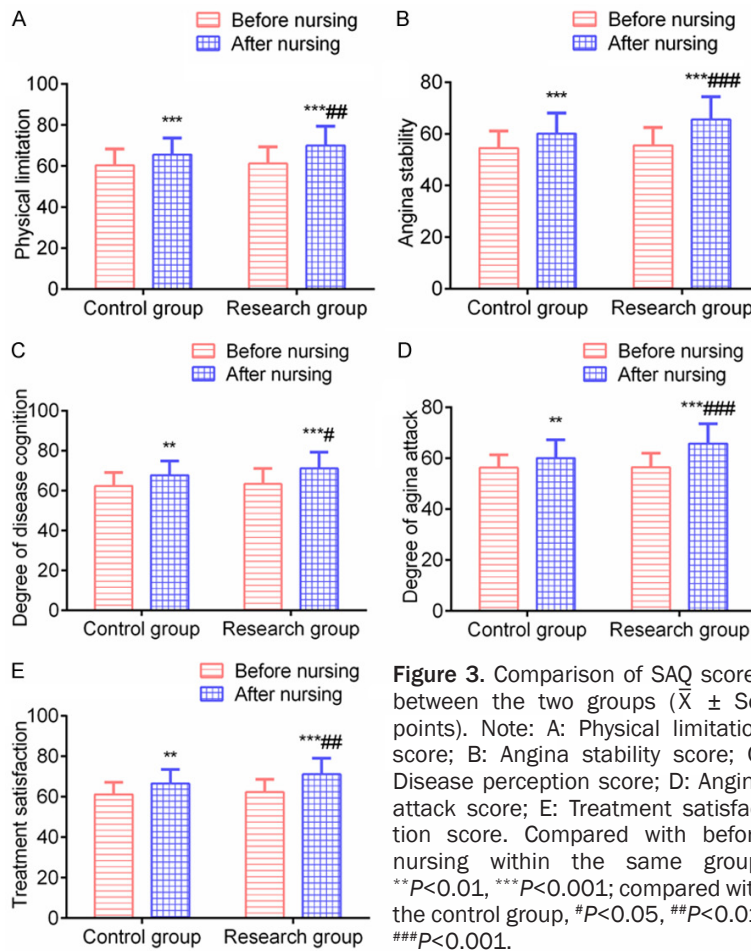 A
Before nursing
After nursing
Physical limitation
100
80
60
40
20
0
***
***##
Control group
Research group
B
Before nursing
After nursing
Angina stability
80
60
40
20
0
***
***###
Control group
Research group
C
Before nursing
After nursing
Degree of disease cognition
100
80
60
40
20
0
**
***#
Control group
Research group
D
Before nursing
After nursing
Degree of agina attack
80
60
40
20
0
**
***###
Control group
Research group
E
Before nursing
After nursing
Treatment satisfaction
100
80
60
40
20
0
**
***##
Control group
Research group
Figure 3. Comparison of SAQ score
between the two groups (X̄ ±
points). Note: A: Physical limitatio
score; B: Angina stability score; C
Disease perception score; D: Angin
attack score; E: Treatment satisfa
tion score. Compared with befor
nursing within the same group
**P<0.01, ***P<0.001; compared wit
the control group, #P<0.05, ##P<0.0
###P<0.001.